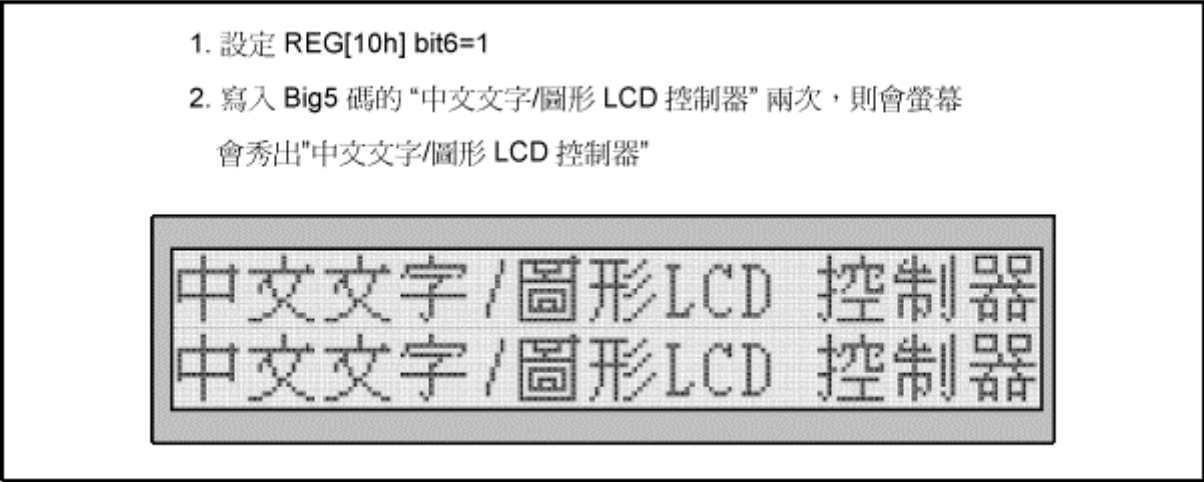 1. 設定 REG[10h] bit6=1
2. 寫入 Big5 碼的 “中文文字/圖形 LCD 控制器” 兩次，則會螢幕
會秀出"中文文字/圖形 LCD 控制器”
中文文字/圖形LCD 控制器
中文文字/圖形LCD 控制器